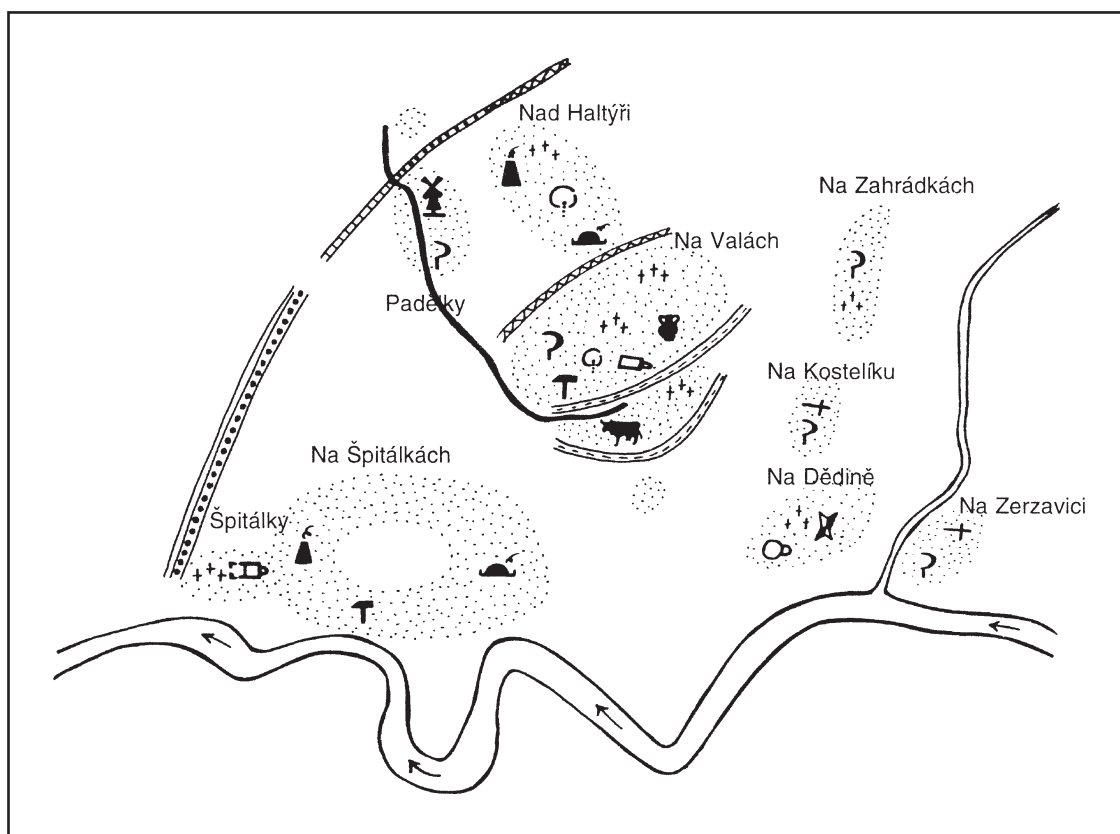 Nad Haltýři
Na Zahrádkách
Na Valách
Padělky
Na Kostelíku
Na Špitálkách
Na Dědině
Špitálky
Na Zerzavici